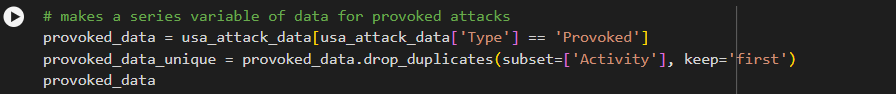 # makes a series variable of data for provoked attacks
provoked_data = usa_attack_data[usa_attack_data['Type'] == 'Provoked']
provoked_data_unique = provoked_data.drop_duplicates(subset=['Activity'], keep='first')
provoked_data